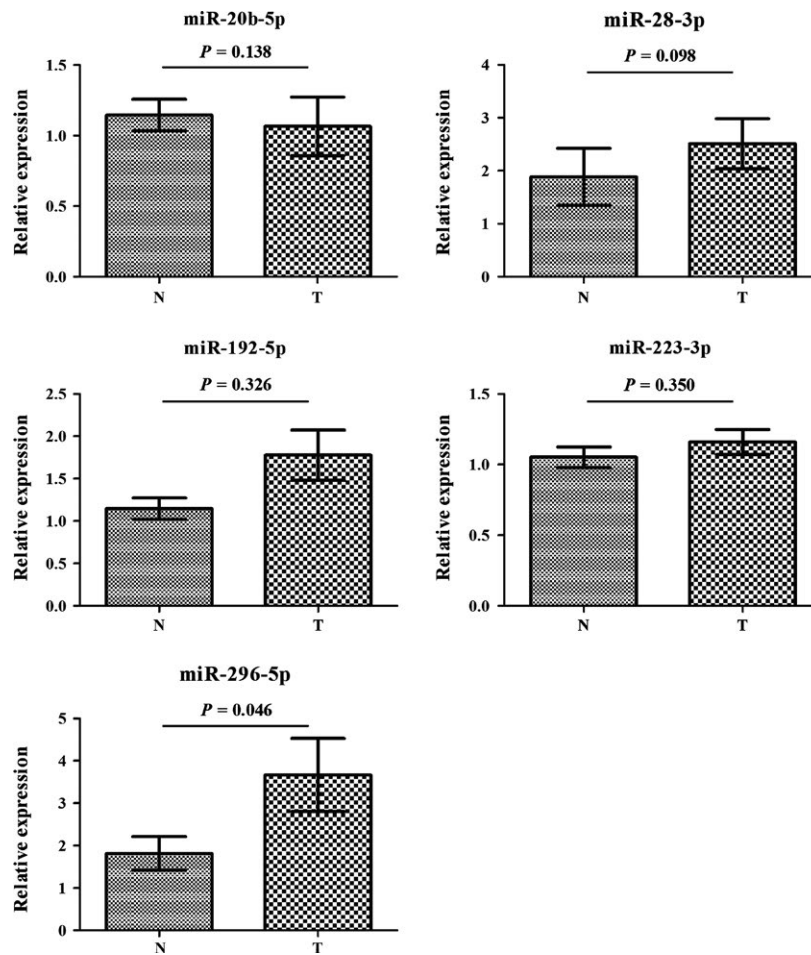 miR-20b-5p
P = 0.138
Relative expression
1.5
1.0
0.5
0.0
N
T
miR-28-3p
P = 0.098
Relative expression
4
3
2
1
0
N
T
miR-192-5p
P = 0.326
Relative expression
2.5
2.0
1.5
1.0
0.5
0.0
N
T
miR-223-3p
P = 0.350
Relative expression
1.5
1.0
0.5
0.0
N
T
miR-296-5p
P = 0.046
Relative expression
5
4
3
2
1
0
N
T